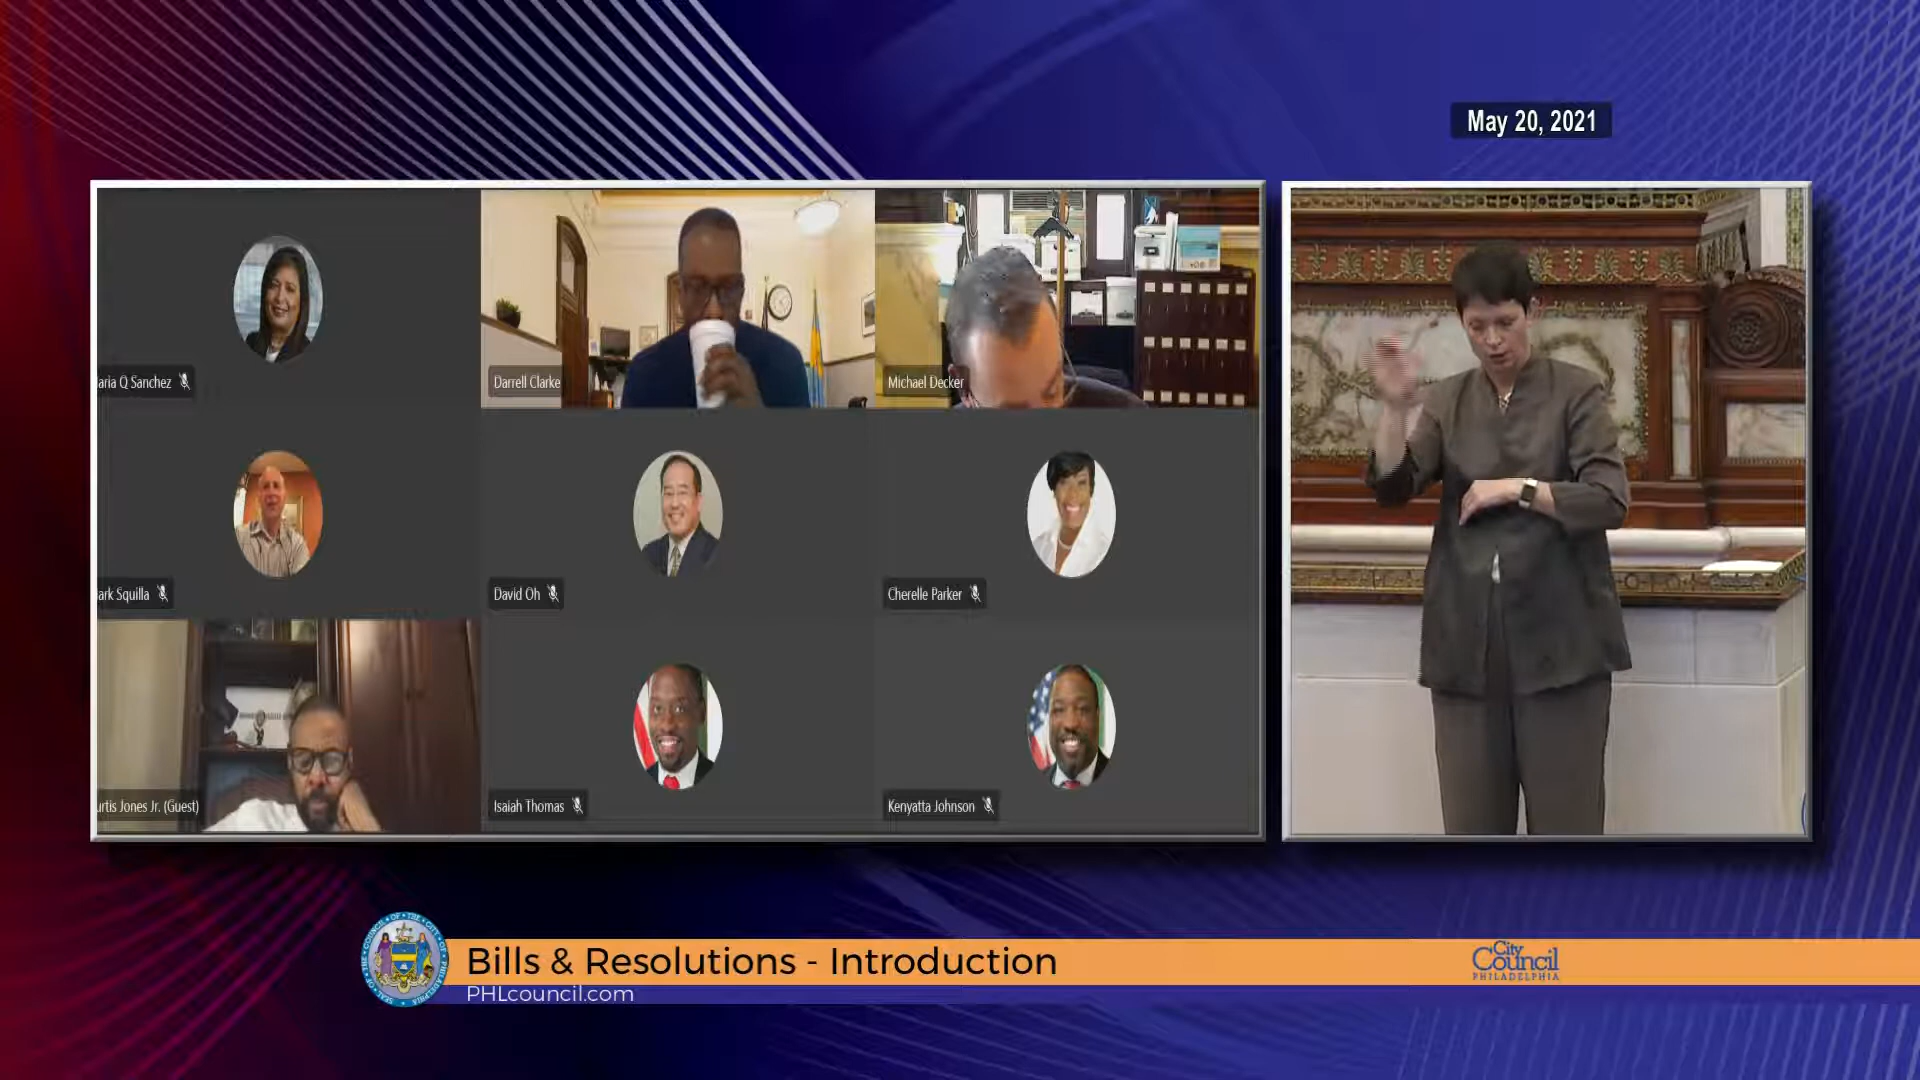 May 20, 2021
aria Q Sanchez
Darrell Clarke
Michael Decker
ark Squilla
David Oh
Cherelle Parker
urtis Jones Jr. (Guest)
Isaiah Thomas
Kenyatta Johnson
Bills & Resolutions - Introduction
PHLcouncil.com
City
Council
PHILADELPHIA